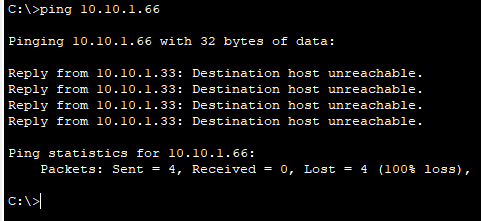 C:\>ping 10.10.1.66
Pinging 10.10.1.66 with 32 bytes of data:
Reply from 10.10.1.33: Destination host unreachable.
Reply from 10.10.1.33: Destination host unreachable.
Reply from 10.10.1.33: Destination host unreachable.
Reply from 10.10.1.33: Destination host unreachable.
Ping statistics for 10.10.1.66:
    Packets: Sent = 4, Received = 0, Lost = 4 (100% loss),
C:\>